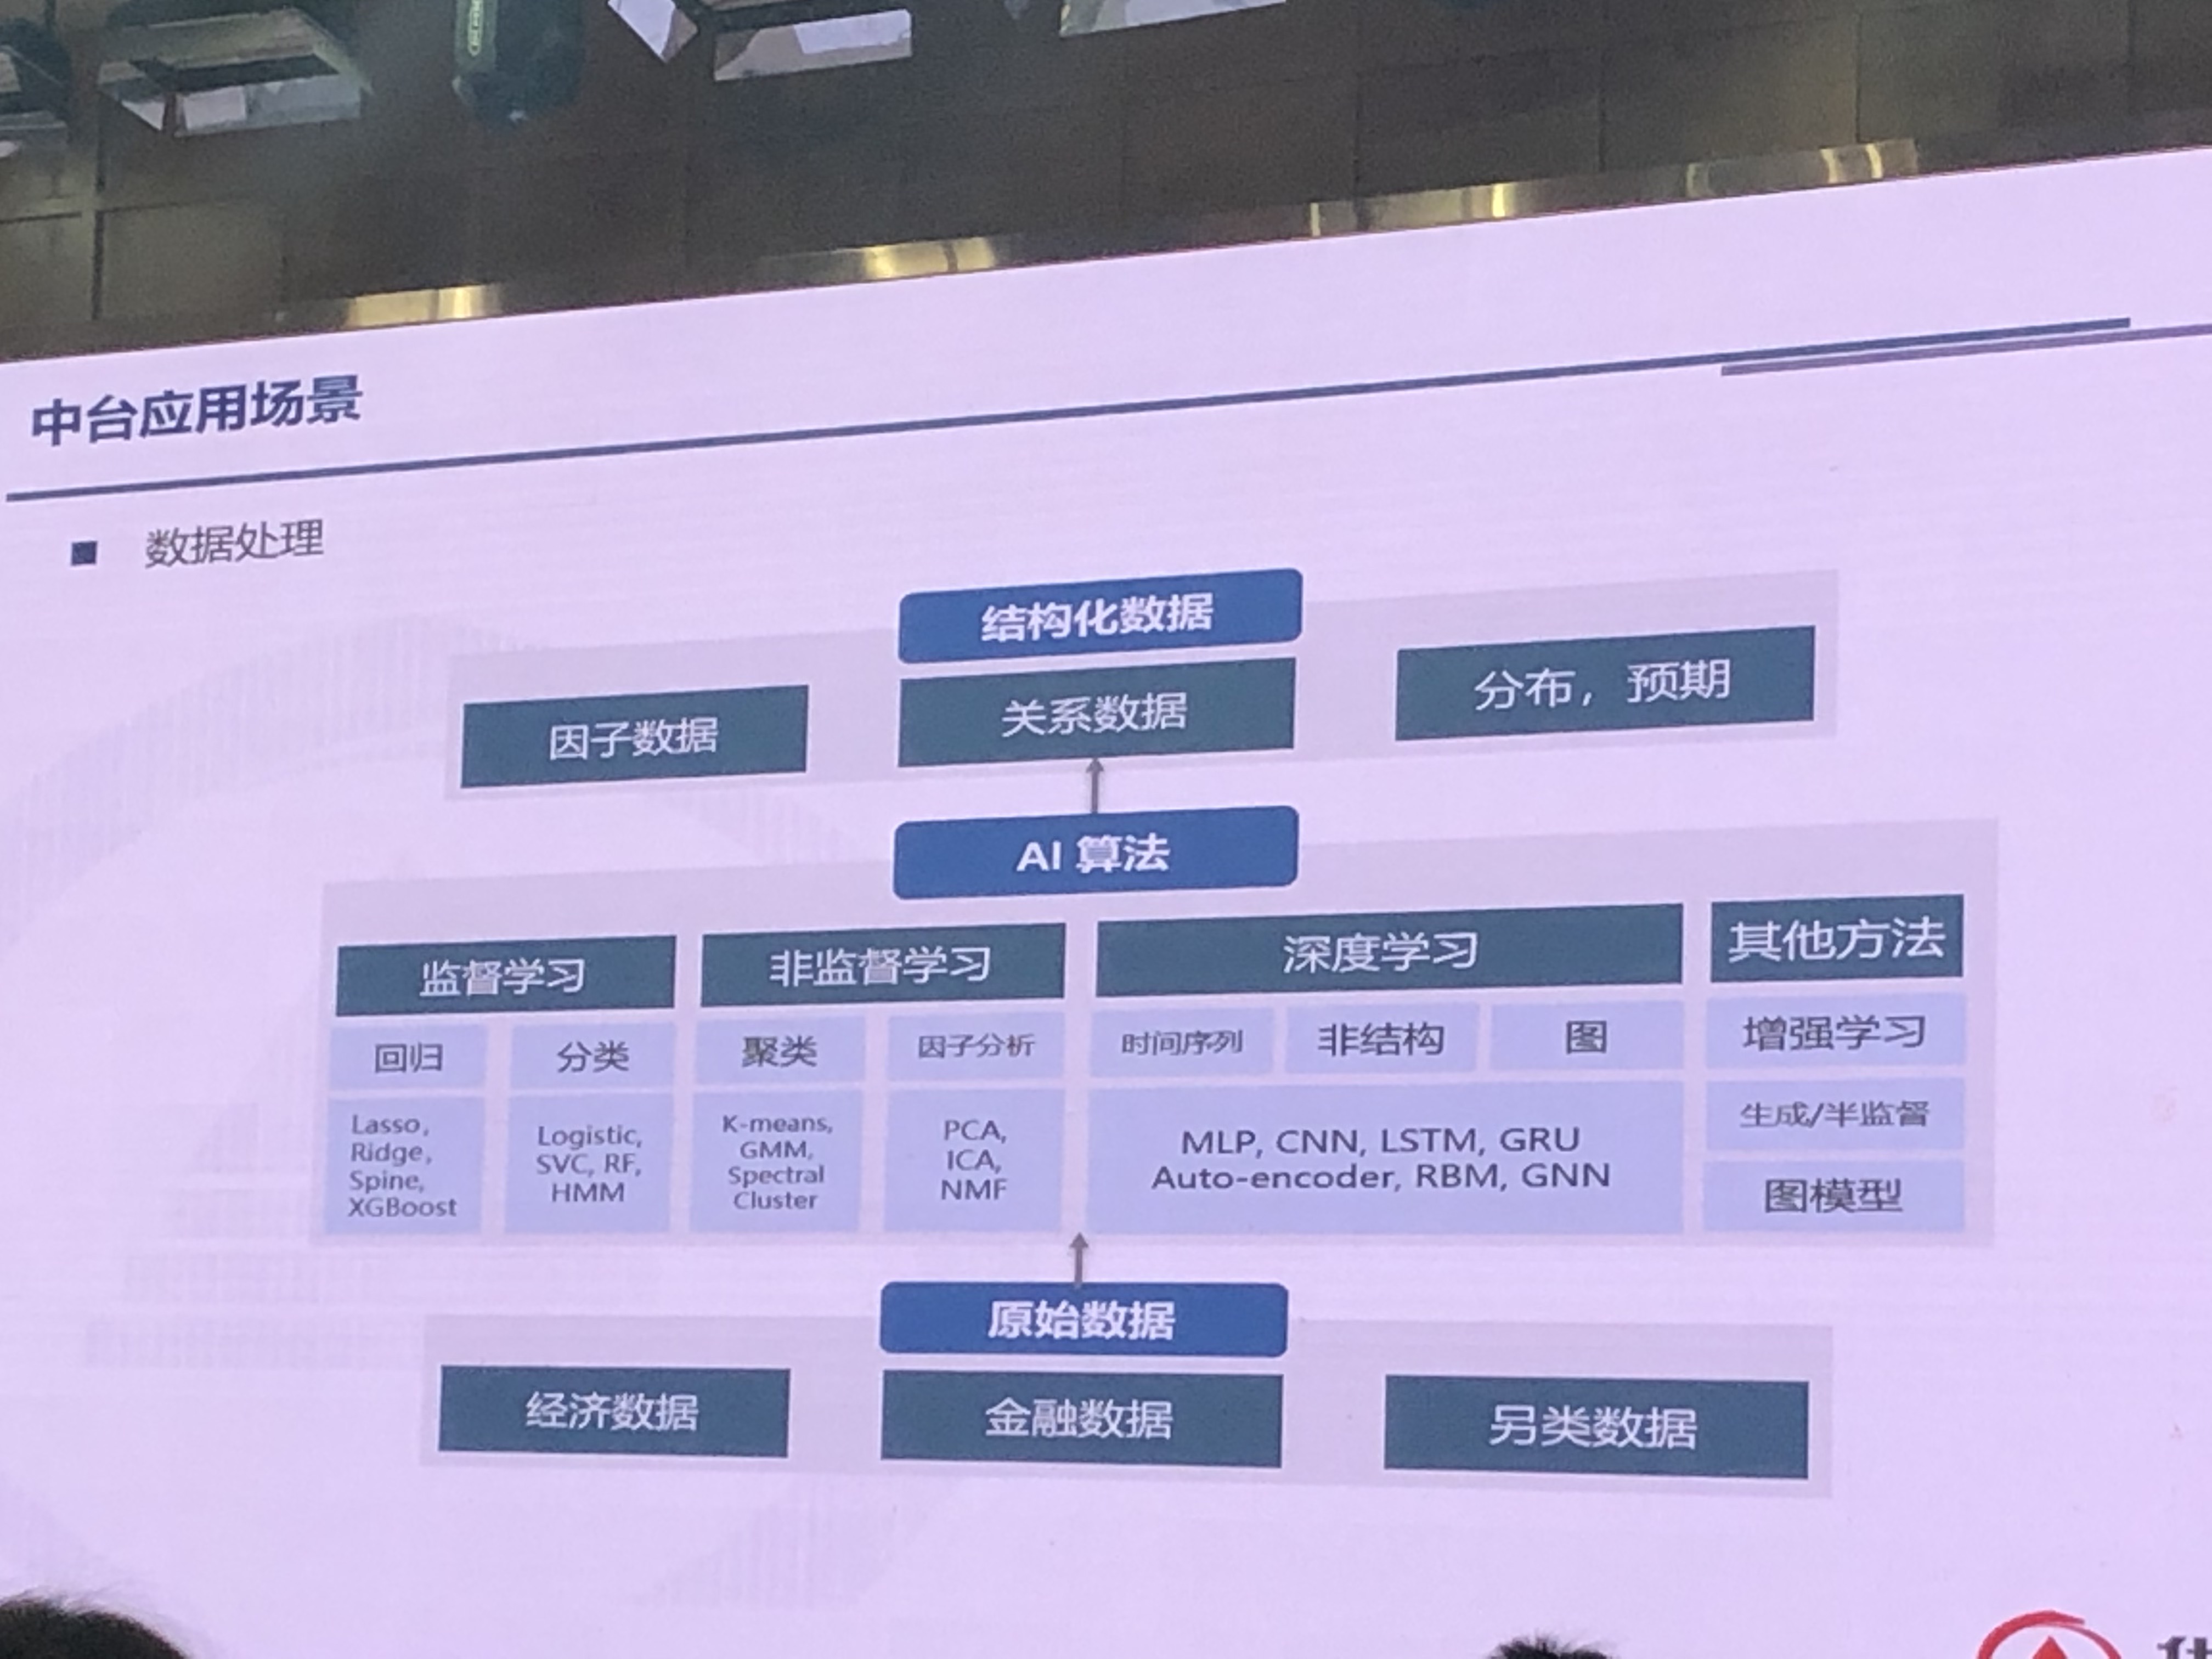 中台应用场景
数据处理
结构化数据
因子数据
关系数据
分布，预期
AI 算法
监督学习
非监督学习
深度学习
其他方法
回归
分类
聚类
因子分析
时间序列
非结构
图
增强学习
Lasso,
Ridge,
Spine,
XGBoost
Logistic,
SVC, RF,
HMM
K-means,
GMM,
Spectral
Cluster
PCA,
ICA,
NMF
MLP, CNN, LSTM, GRU
Auto-encoder, RBM, GNN
生成/半监督
图模型
原始数据
经济数据
金融数据
另类数据